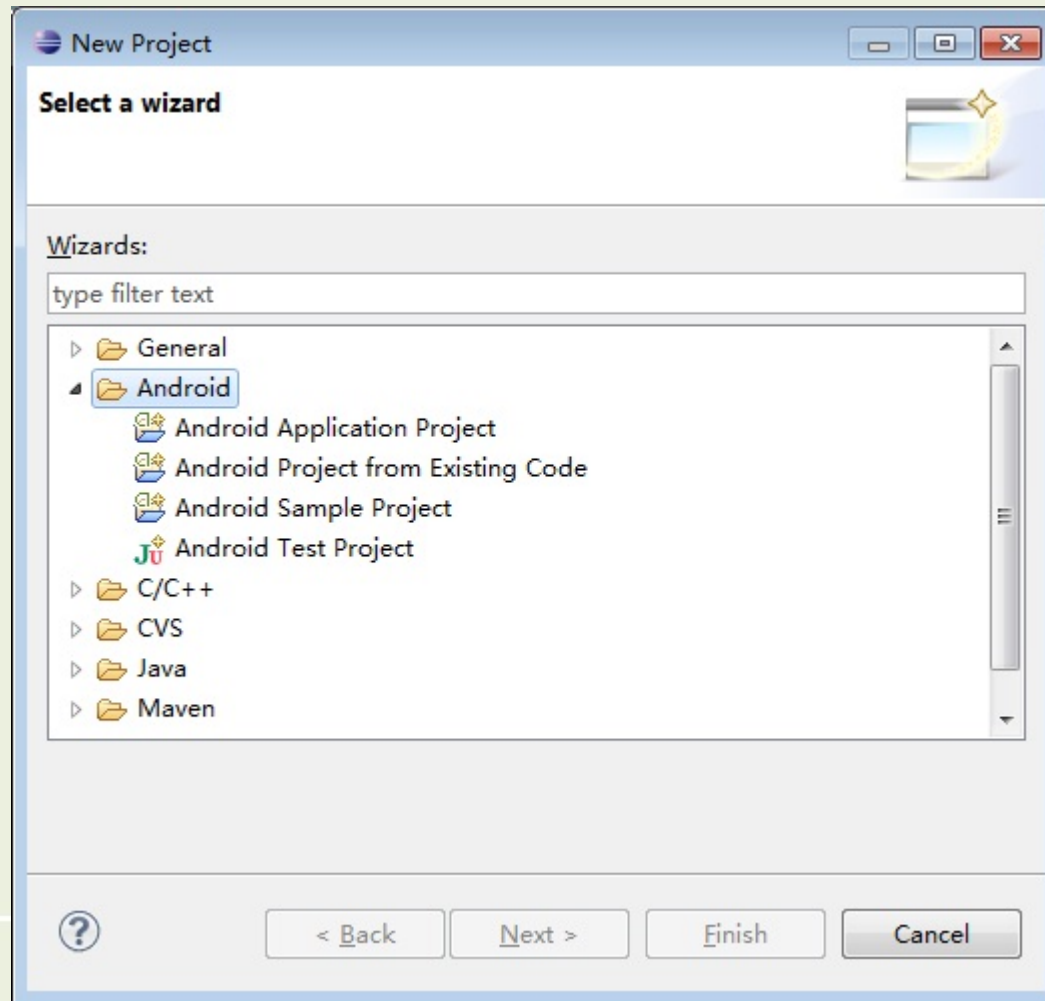 New Project
Select a wizard
Wizards:
type filter text
General
Android
Android Application Project
Android Project from Existing Code
Android Sample Project
Android Test Project
C/C++
CVS
Java
Maven
< Back Next > Finish Cancel